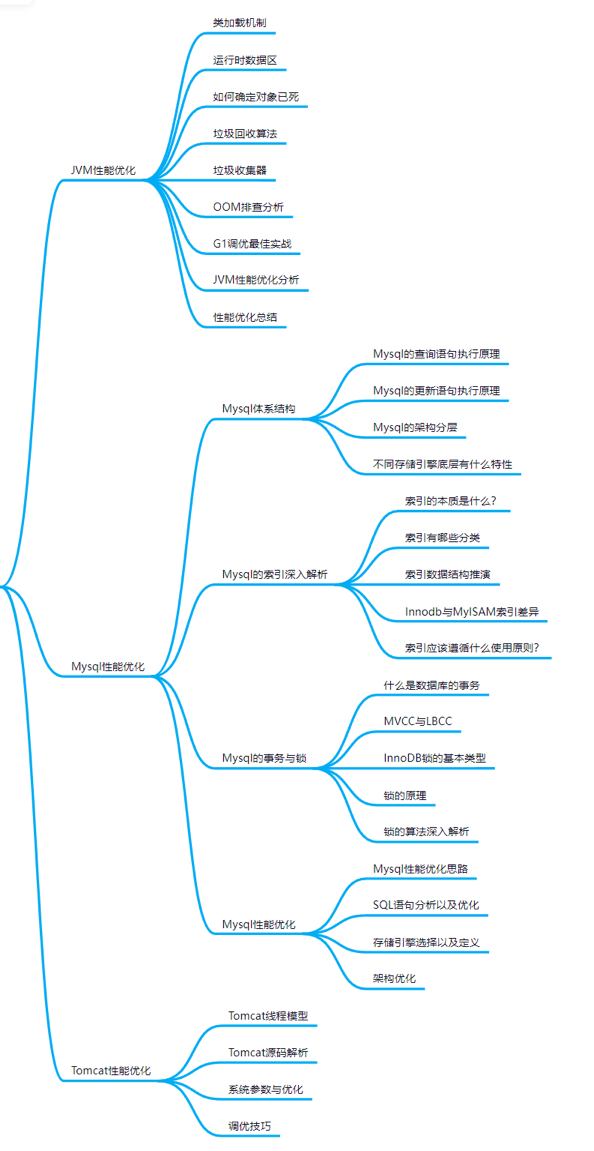 类加载机制
运行时数据区
如何确定对象已死
垃圾回收算法
JVM性能优化
垃圾收集器
OOM排查分析
G1调优最佳实战
JVM性能优化分析
性能优化总结
Mysql的查询语句执行原理
Mysql的更新语句执行原理
Mysql体系结构
Mysql的架构分层
不同存储引擎底层有什么特性
索引的本质是什么?
索引有哪些分类
Mysql的索引深入解析
索引数据结构推演
Innodb与MyISAM索引差异
索引应该遵循什么使用原则?
Mysql性能优化
什么是数据库的事务
MVCC与LBCC
Mysql的事务与锁
InnoDB锁的基本类型
锁的原理
锁的算法深入解析
Mysql性能优化思路
SQL语句分析以及优化
Mysql性能优化
存储引擎选择以及定义
架构优化
Tomcat线程模型
Tomcat源码解析
Tomcat性能优化
系统参数与优化
调优技巧